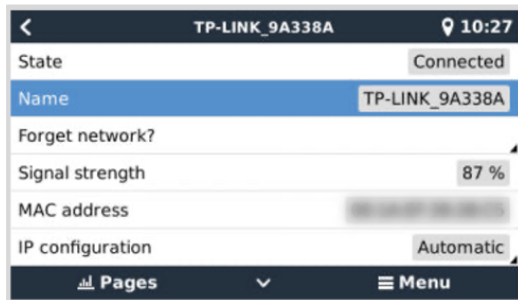 TP-LINK_9A338A 10:27
State Connected
Name TP-LINK_9A338A
Forget network?
Signal strength 87 %
MAC address
IP configuration Automatic
Pages Menu